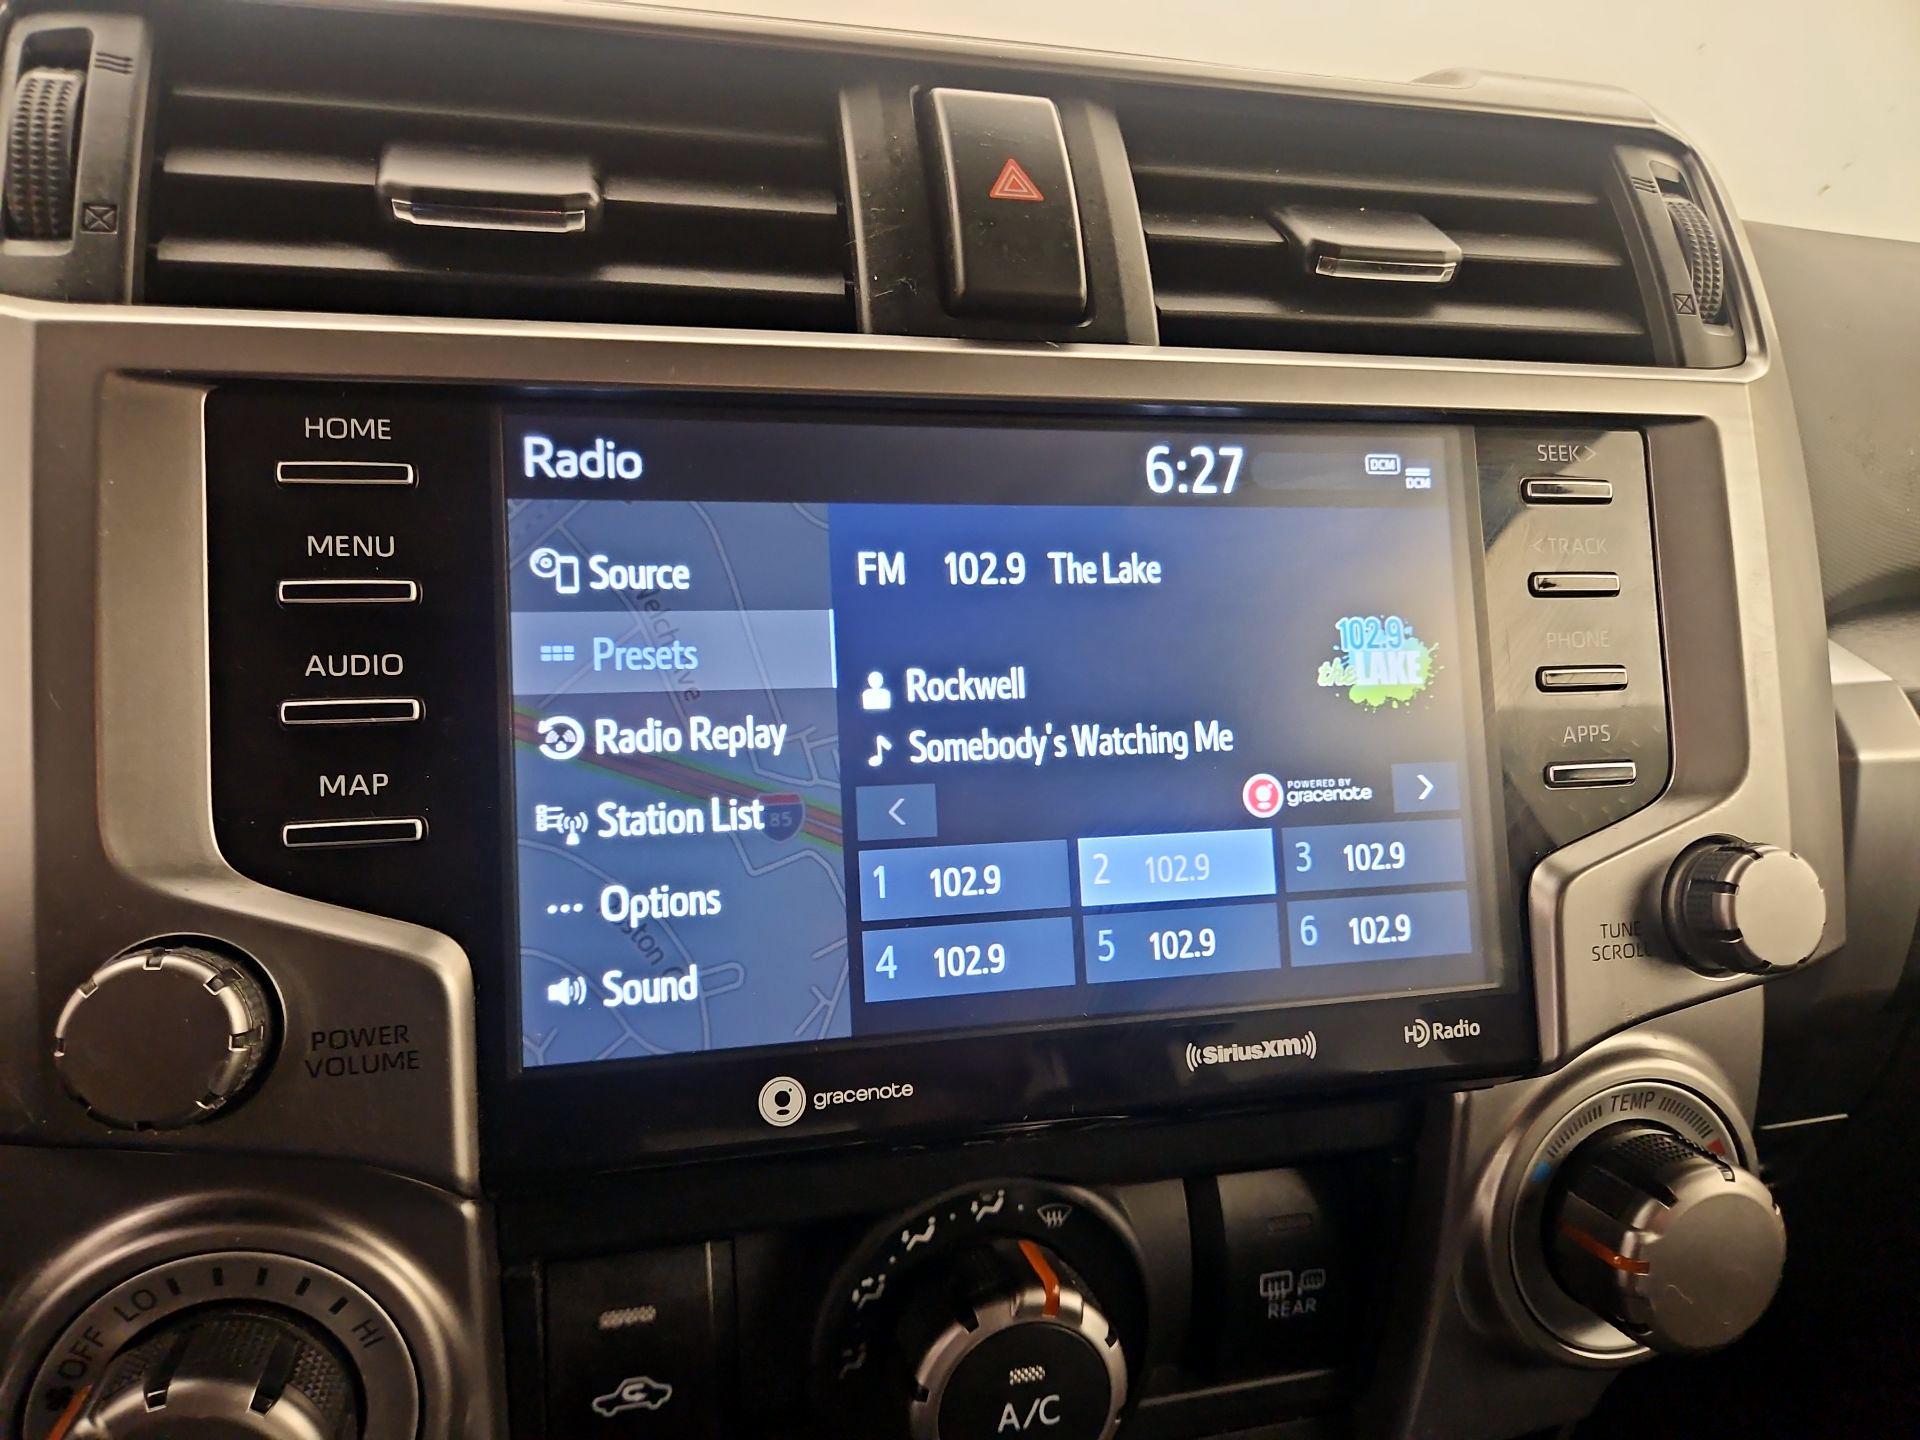 HOME
MENU
AUDIO
MAP
POWER
VOLUME
Radio
6:27
DCM
DCM
Source
Presets
Radio Replay
Station List
85
Options
Sound
FM 102.9 The Lake
102.9
the LAKE
Rockwell
Somebody's Watching Me
POWERED BY
gracenote
<
>
1 102.9
2 102.9
3 102.9
4 102.9
5 102.9
6 102.9
gracenote
((SiriusXM))
HD Radio
SEEK >
< TRACK
PHONE
APPS
TUNE
SCROLL
TEMP
OFF
LO
HI
A/C
REAR